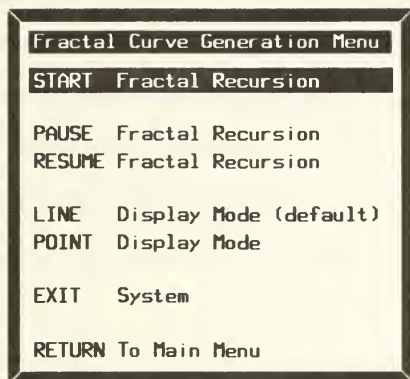 Fractal Curve Generation Menu
START Fractal Recursion
PAUSE Fractal Recursion
RESUME Fractal Recursion
LINE Display Mode (default)
POINT Display Mode
EXIT System
RETURN To Main Menu